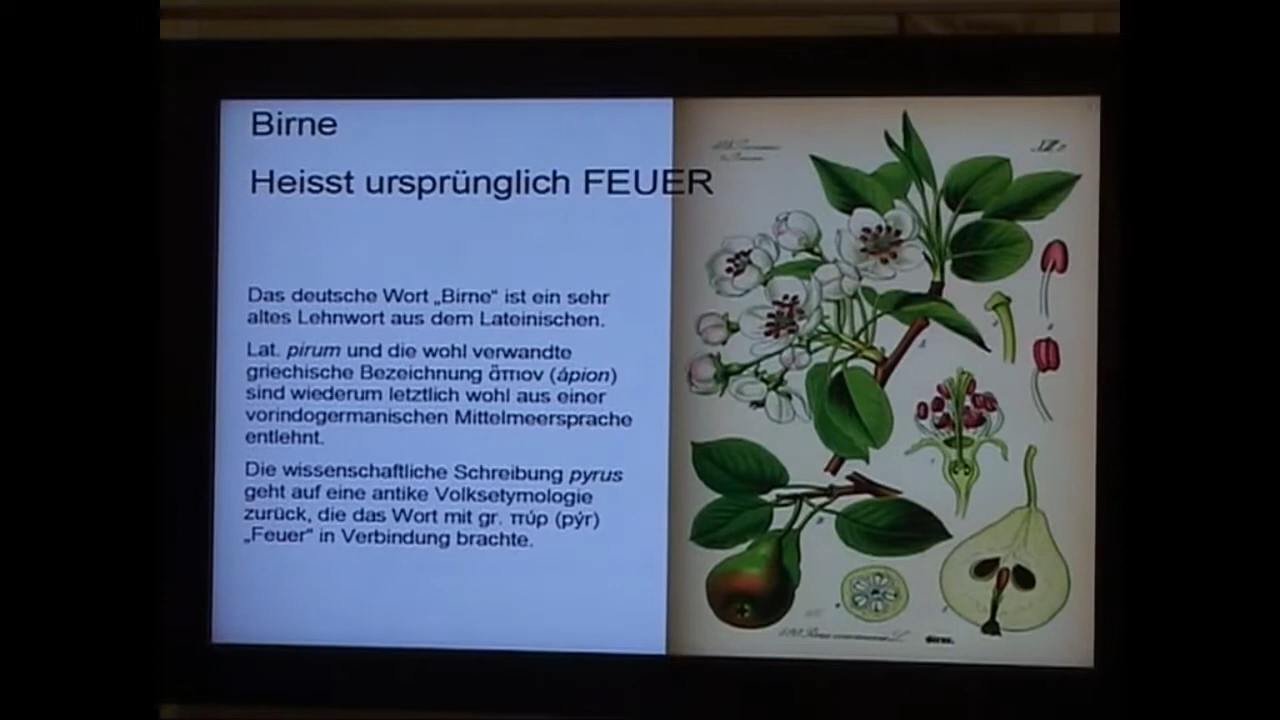 Birne
Heisst ursprünglich FEUER
Das deutsche Wort „Birne“ ist ein sehr
altes Lehnwort aus dem Lateinischen.
Lat. pirum und die wohl verwandte
griechische Bezeichnung ἄπιον (ápion)
sind wiederum letztlich wohl aus einer
vorindogermanischen Mittelmeersprache
entlehnt.
Die wissenschaftliche Schreibung pyrus
geht auf eine antike Volksetymologie
zurück, die das Wort mit gr. πύρ (pýr)
„Feuer“ in Verbindung brachte.